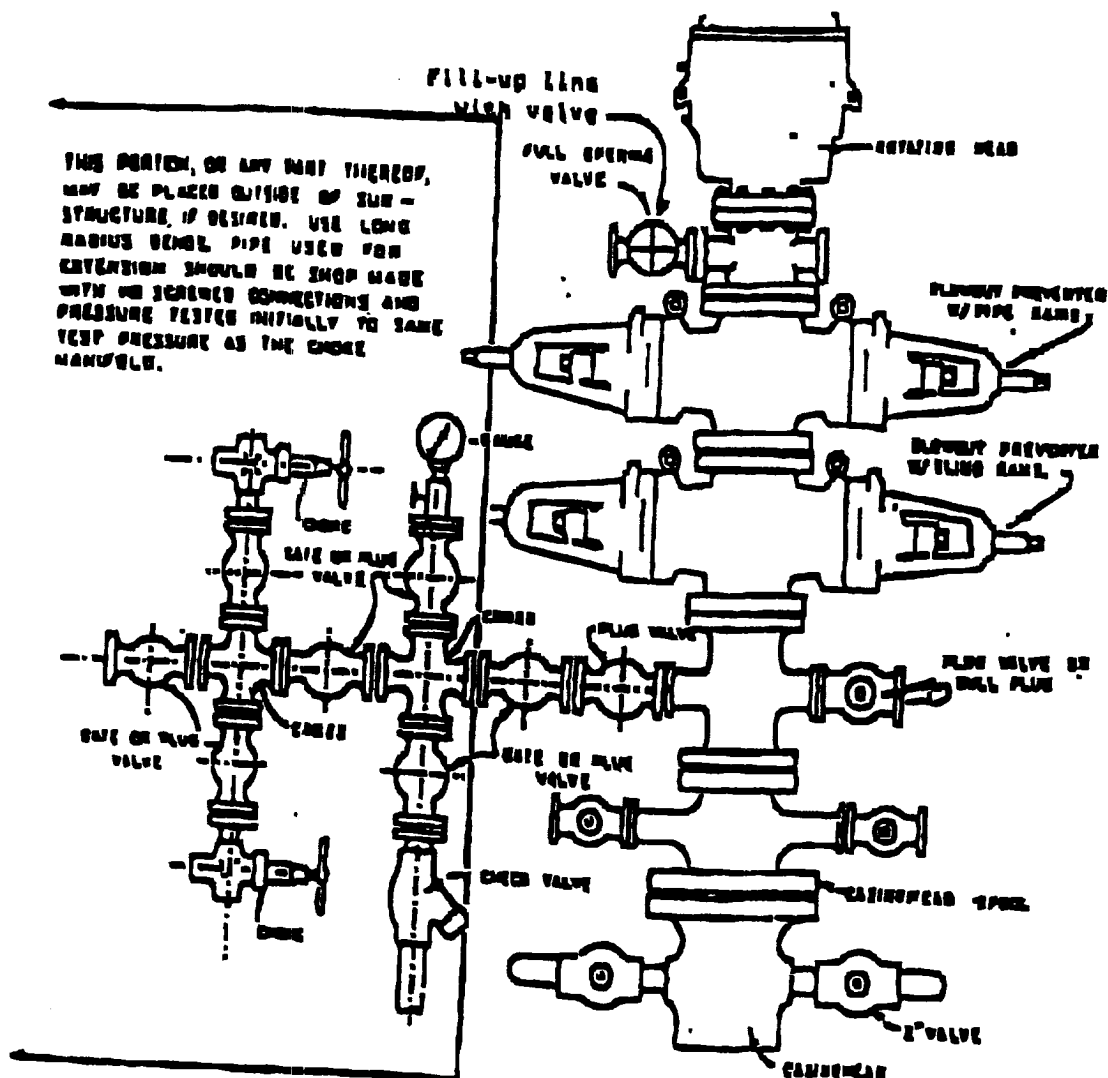 Fill-up line
with valve
FULL OPENING
VALVE
ROTATING HEAD
THIS PORTION, OR ANY PART THEREOF,
MAY BE PLACED OUTSIDE OF SUB-
STRUCTURE, IF DESIRED. USE LONG
RADIUS BENDS. PIPE USED FOR
EXTENSION SHOULD BE SHOP MADE
WITH NO SCREWED CONNECTIONS AND
PRESSURE TESTED INITIALLY TO SAME
TEST PRESSURE AS THE CHOKE
MANIFOLD.
BLOWOUT PREVENTER
W/ PIPE RAMS.
GAUGE
BLOWOUT PREVENTER
W/BLIND RAMS.
CHOKE
GATE OR PLUG
VALVE
CROSS
PLUG VALVE
PLUG VALVE OR
BULL PLUG
CROSS
GATE OR PLUG
VALVE
GATE OR PLUG
VALVE
CHECK VALVE
CASINGHEAD SPOOL
CHOKE
2" VALVE
CASINGHEAD